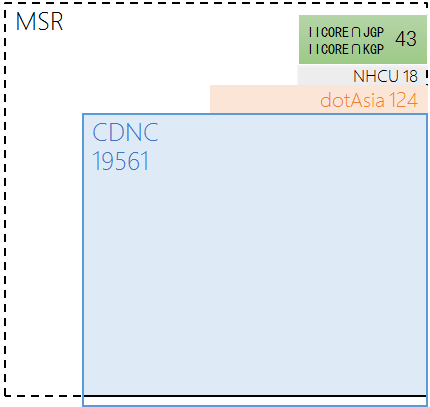 MSR
IICORE∩JGP
IICORE∩KGP
43
NHCU 18
dotAsia 124
CDNC
19561